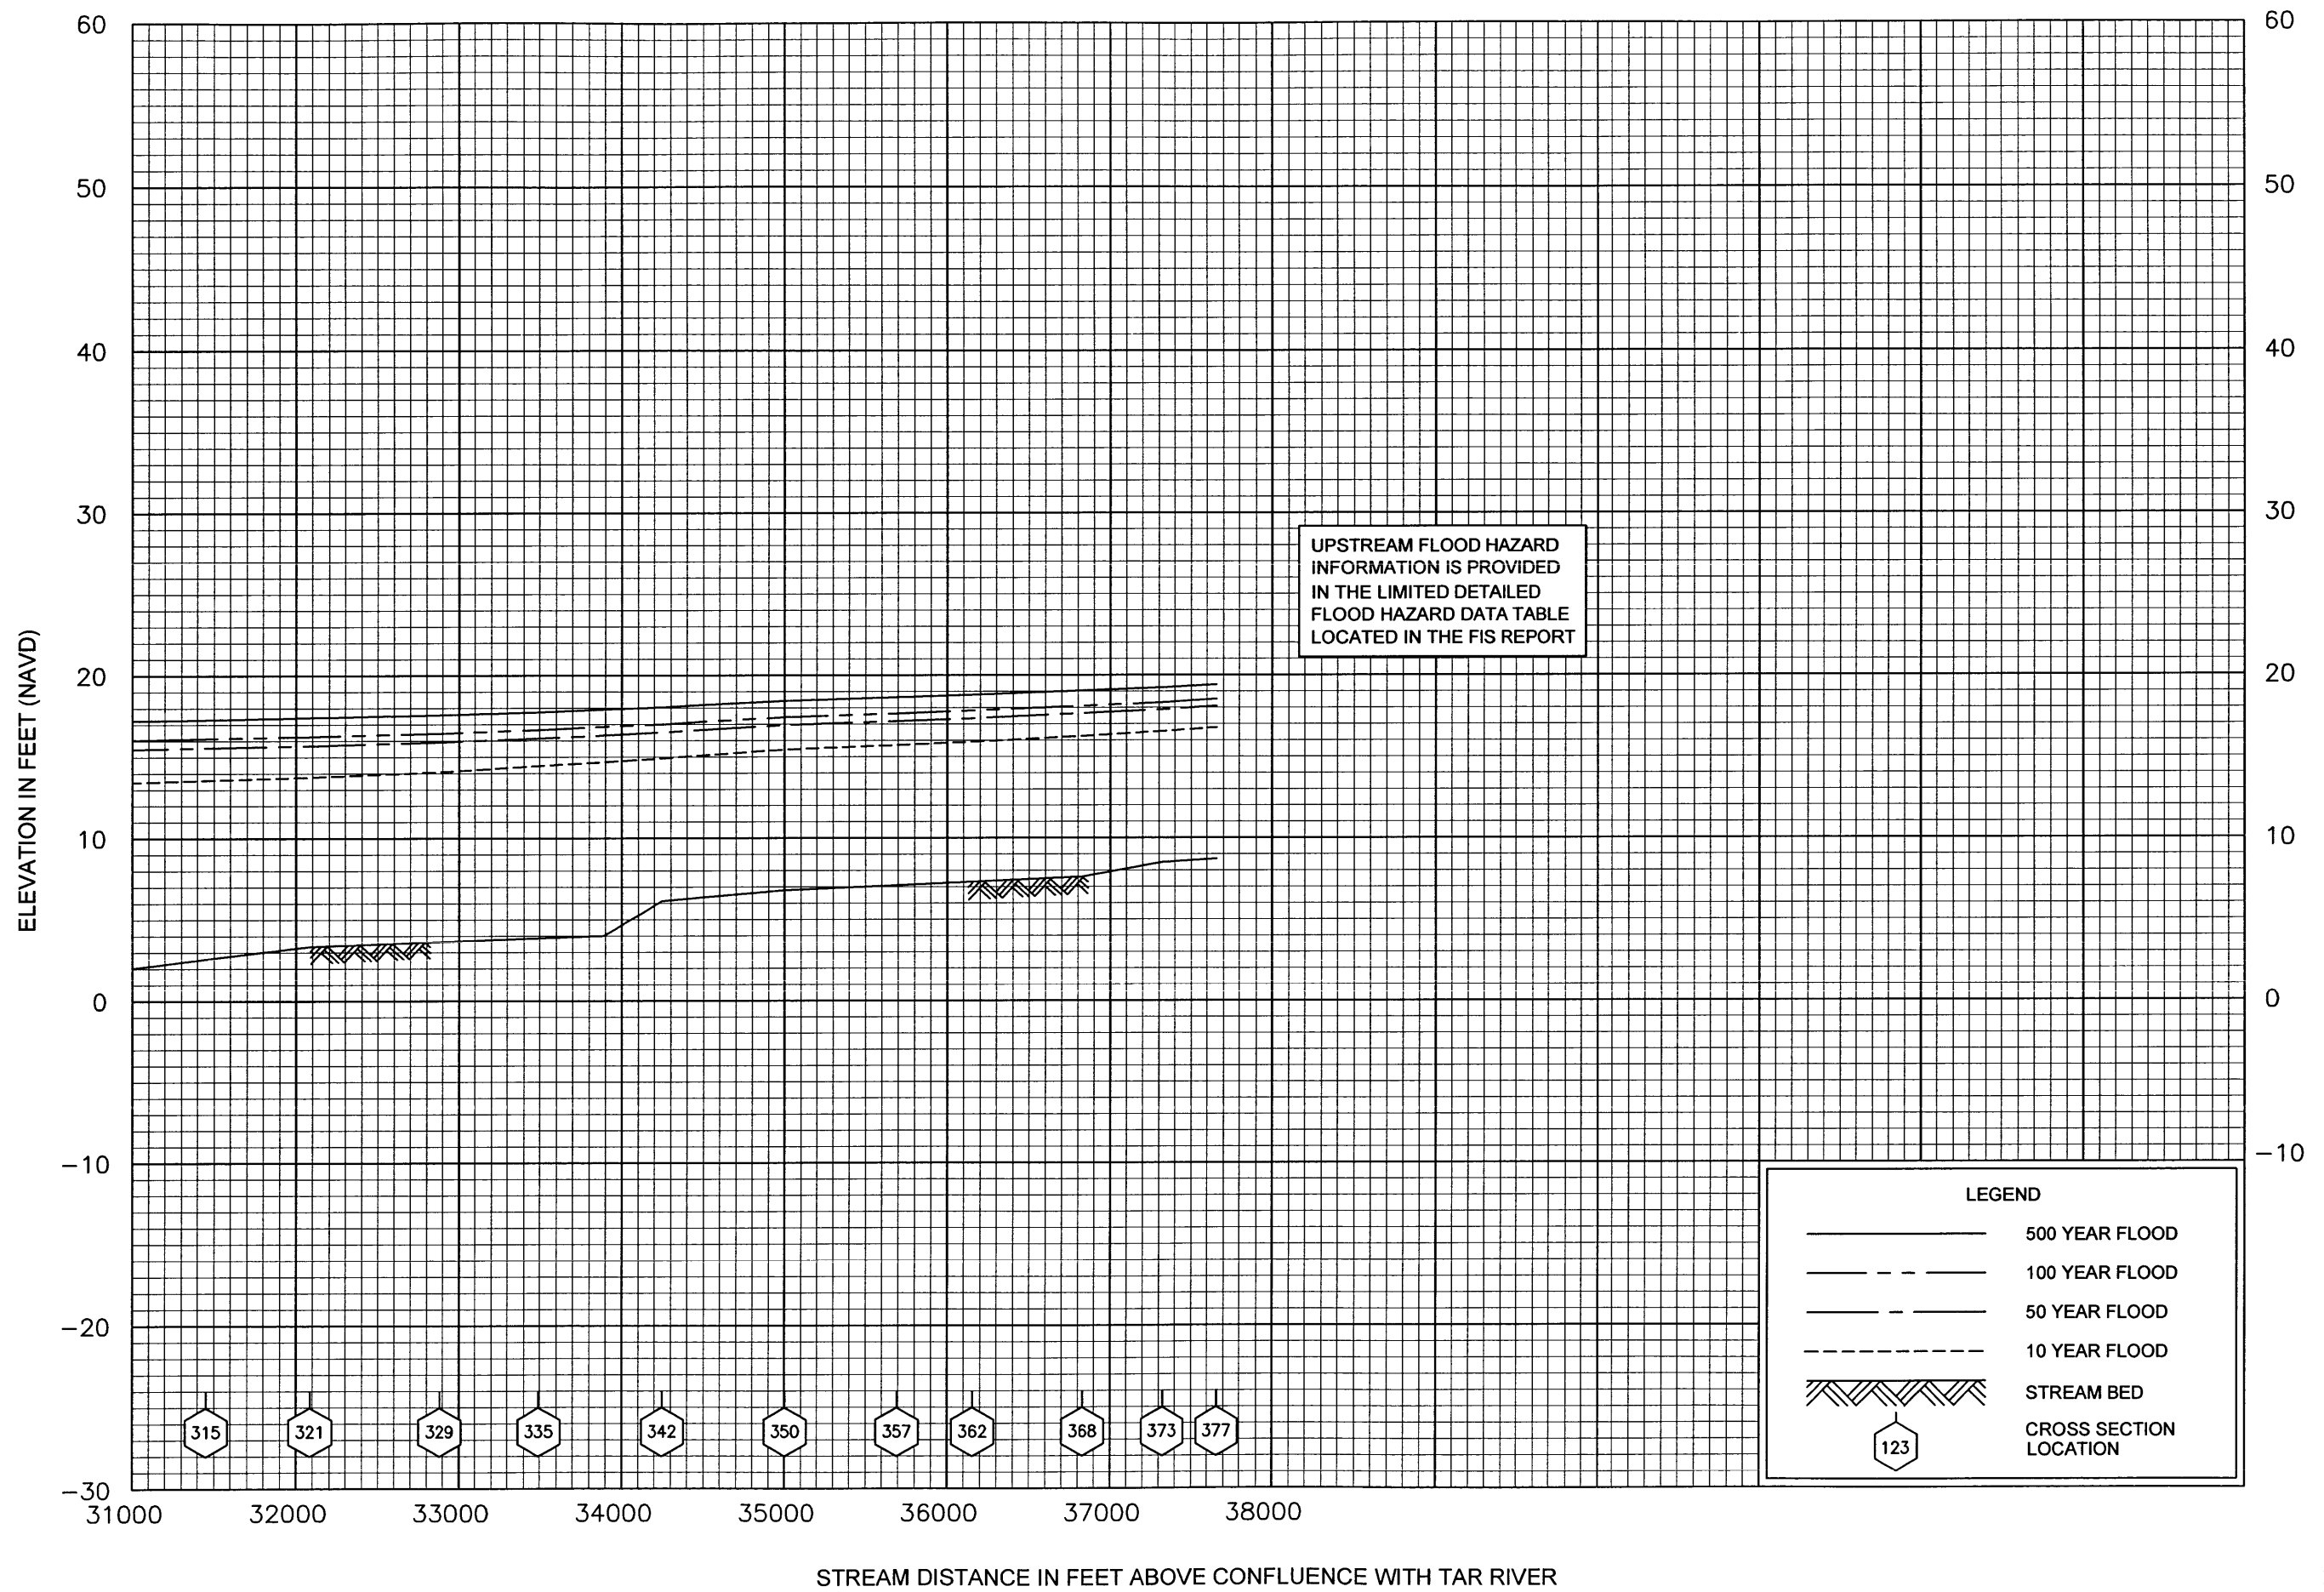 60
50
40
30
20
10
0
−10
−20
−30
ELEVATION IN FEET (NAVD)
60
50
40
30
20
10
0
−10
UPSTREAM FLOOD HAZARD
INFORMATION IS PROVIDED
IN THE LIMITED DETAILED
FLOOD HAZARD DATA TABLE
LOCATED IN THE FIS REPORT
LEGEND
500 YEAR FLOOD
100 YEAR FLOOD
50 YEAR FLOOD
10 YEAR FLOOD
STREAM BED
123
CROSS SECTION
LOCATION
315 321 329 335 342 350 357 362 368 373 377
31000 32000 33000 34000 35000 36000 37000 38000
STREAM DISTANCE IN FEET ABOVE CONFLUENCE WITH TAR RIVER